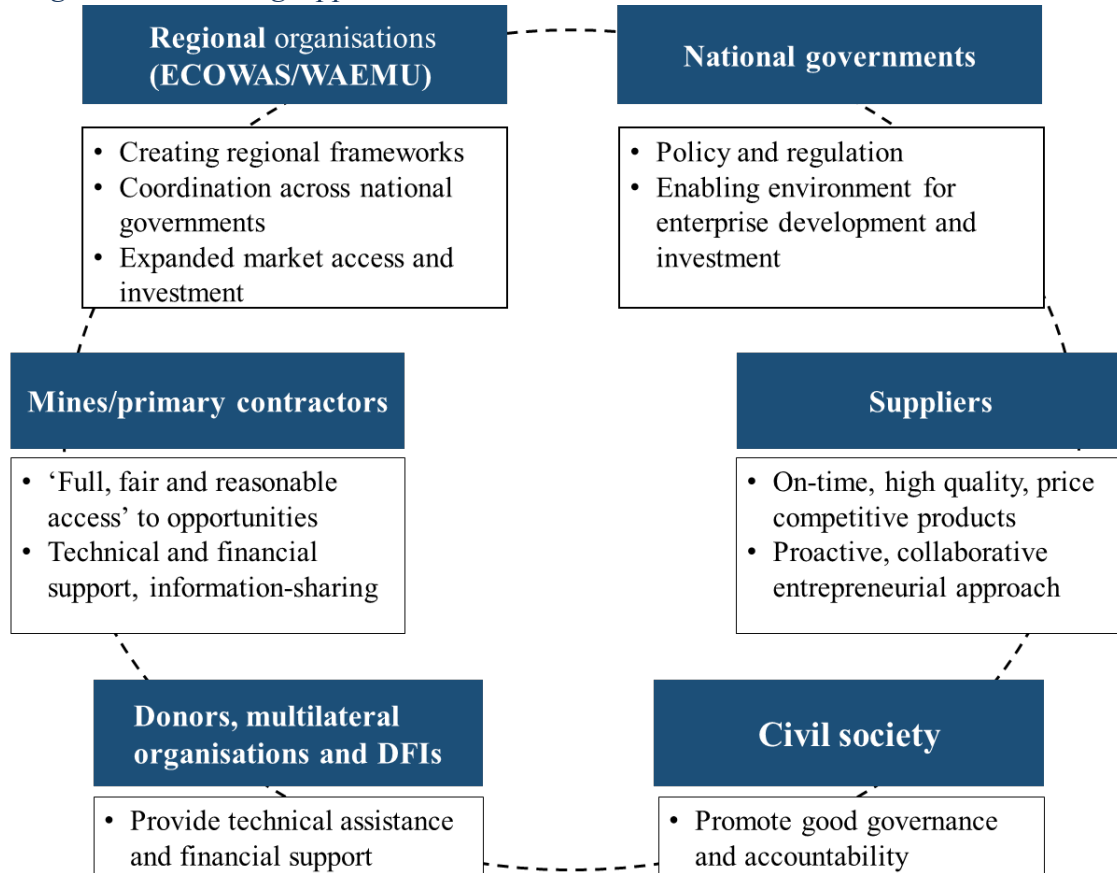 Regional organisations
(ECOWAS/WAEMU)
• Creating regional frameworks
• Coordination across national
governments
• Expanded market access and
investment
National governments
• Policy and regulation
• Enabling environment for
enterprise development and
investment
Mines/primary contractors
• ‘Full, fair and reasonable
access’ to opportunities
• Technical and financial
support, information-sharing
Suppliers
• On-time, high quality, price
competitive products
• Proactive, collaborative
entrepreneurial approach
Donors, multilateral
organisations and DFIs
• Provide technical assistance
and financial support
Civil society
• Promote good governance
and accountability